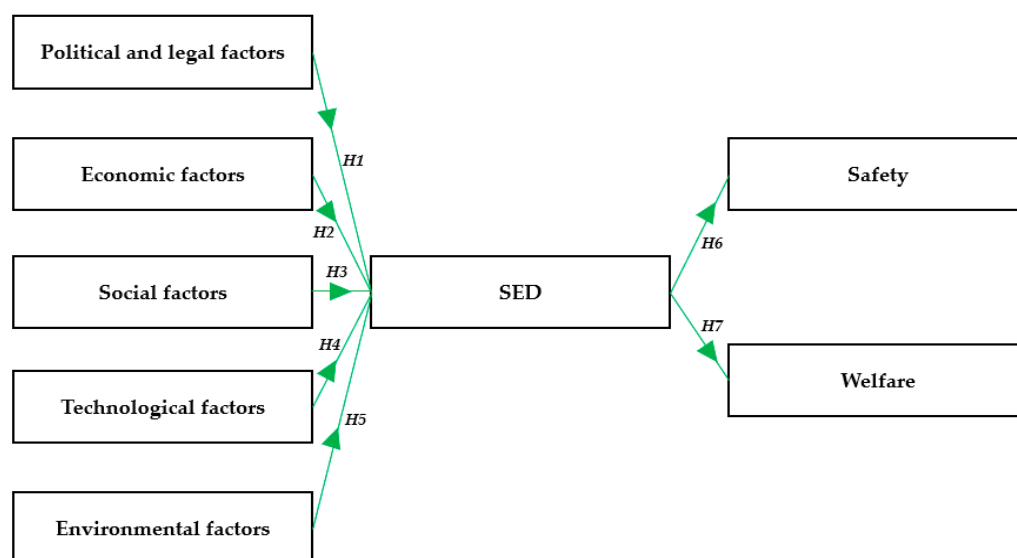 Political and legal factors
H1
Economic factors
Safety
H2
H6
H3
Social factors
SED
H7
H4
Welfare
Technological factors
H5
Environmental factors